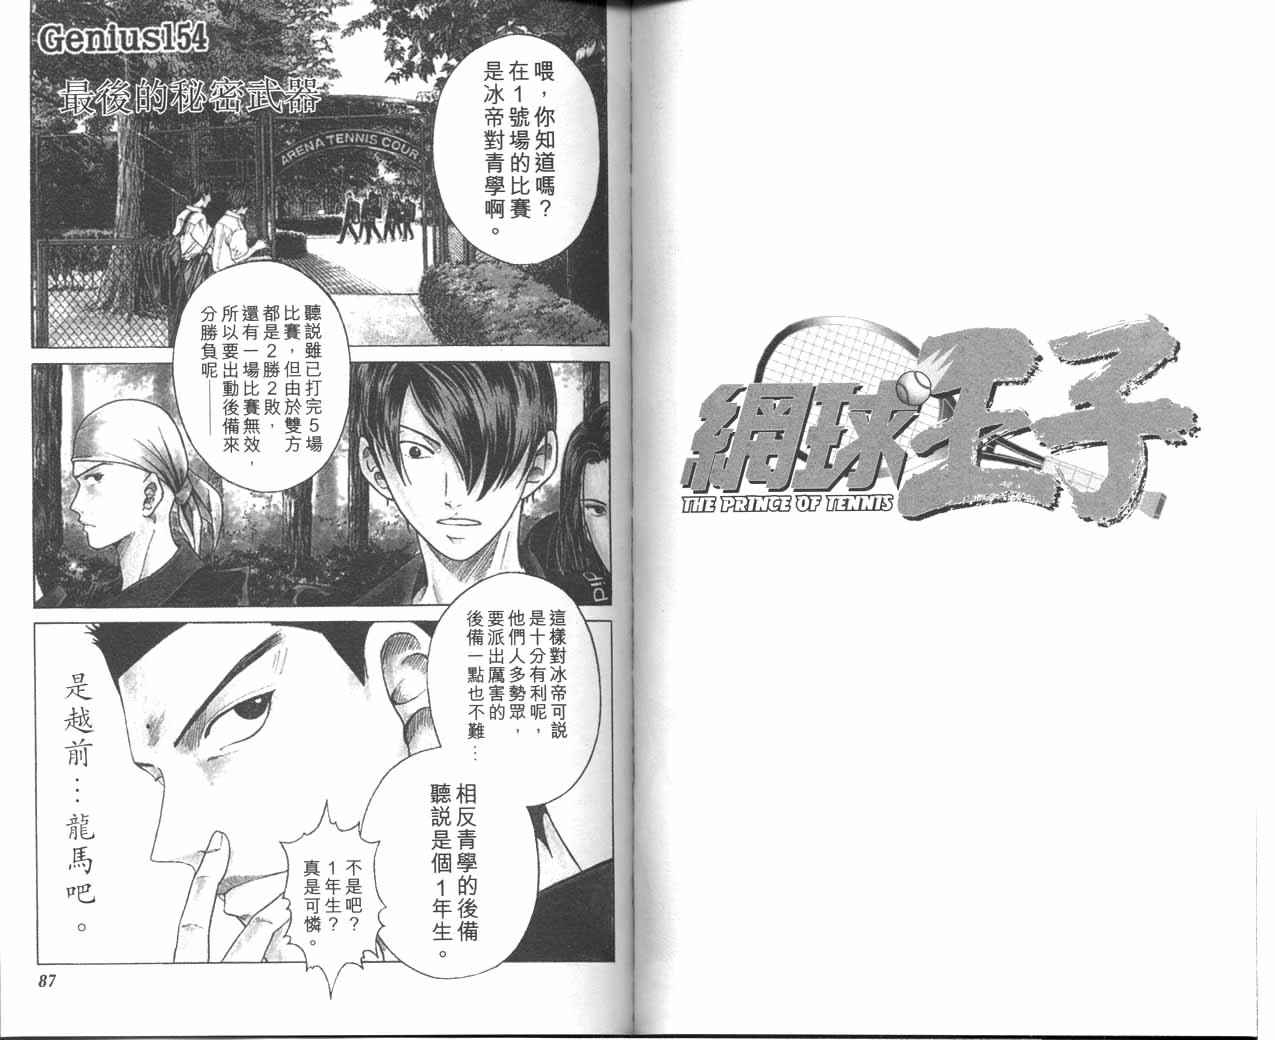 網球王子
THE PRINCE OF TENNIS
Genius154
最後的秘密武器
ARENA TENNIS COUR
喂，你知道嗎？
在1號場的比賽
是冰帝對青學啊。
聽説雖已打完5場
比賽，但由於雙方
都是2勝2敗，
還有一場比賽無效，
所以要出動後備來
分勝負呢——
這樣對冰帝可説
是十分有利呢，
他們人多勢眾，
要派出厲害的
後備一點也不難…
相反青學的後備
聽説是個1年生。
不是吧？
1年生？
真是可憐。
是越前…龍馬吧。
87